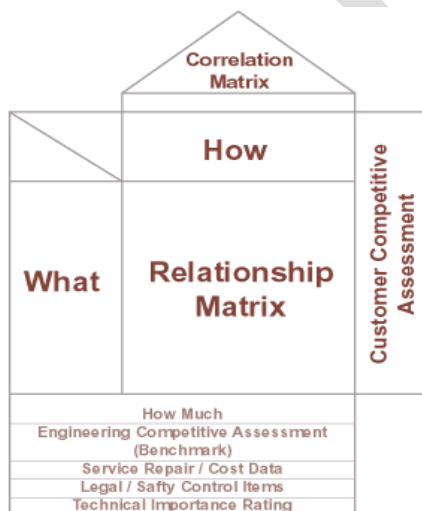 Correlation
Matrix
How
What
Relationship
Matrix
Customer Competitive
Assessment
How Much
Engineering Competitive Assessment
(Benchmark)
Service Repair / Cost Data
Legal / Safty Control Items
Technical Importance Rating